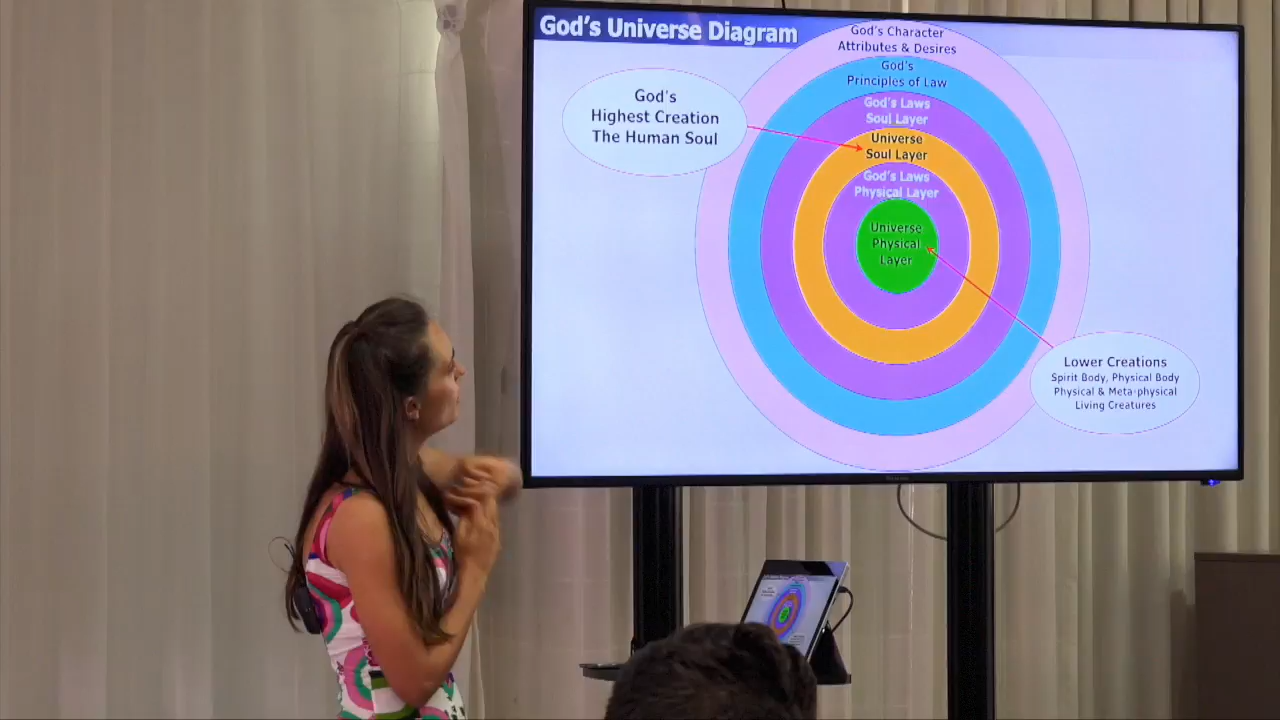 God's Universe Diagram
God's Character
Attributes & Desires
God's
Principles of Law
God's Laws
Soul Layer
Universe
Soul Layer
God's Laws
Physical Layer
Universe
Physical
Layer
God's
Highest Creation
The Human Soul
Lower Creations
Spirit Body, Physical Body
Physical & Meta-physical
Living Creatures